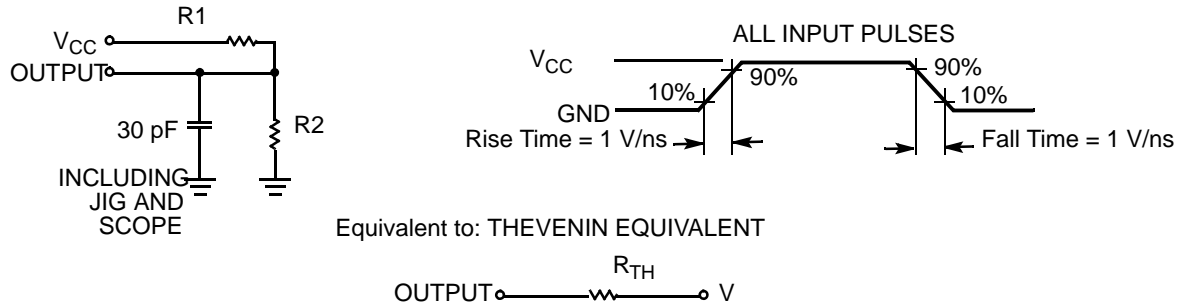 R1
V_CC
OUTPUT
30 pF
R2
INCLUDING
JIG AND
SCOPE
ALL INPUT PULSES
V_CC
GND
10%
90%
90%
10%
Rise Time = 1 V/ns
Fall Time = 1 V/ns
Equivalent to: THEVENIN EQUIVALENT
R_TH
OUTPUT
V